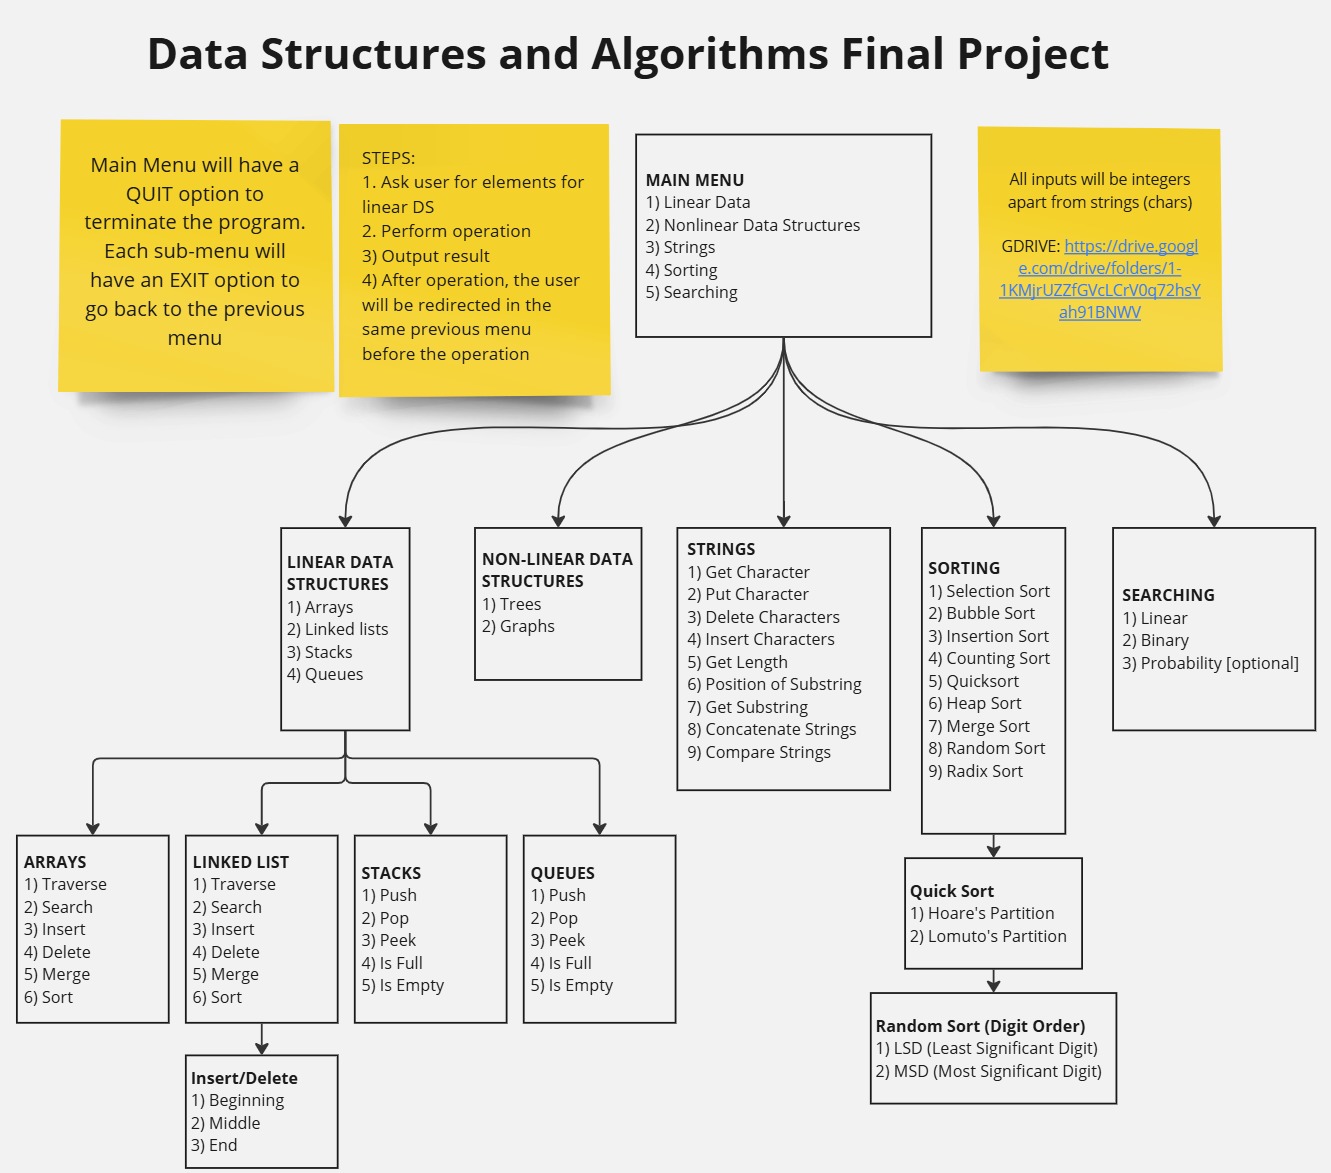 Data Structures and Algorithms Final Project
Main Menu will have a
QUIT option to
terminate the program.
Each sub-menu will
have an EXIT option to
go back to the previous
menu
STEPS:
1. Ask user for elements for
linear DS
2. Perform operation
3) Output result
4) After operation, the user
will be redirected in the
same previous menu
before the operation
MAIN MENU
1) Linear Data
2) Nonlinear Data Structures
3) Strings
4) Sorting
5) Searching
All inputs will be integers
apart from strings (chars)
GDRIVE: https://drive.googl
e.com/drive/folders/1-
1KMjrUZZfGVcLCrV0q72hsY
ah91BNWV
LINEAR DATA
STRUCTURES
1) Arrays
2) Linked lists
3) Stacks
4) Queues
NON-LINEAR DATA
STRUCTURES
1) Trees
2) Graphs
STRINGS
1) Get Character
2) Put Character
3) Delete Characters
4) Insert Characters
5) Get Length
6) Position of Substring
7) Get Substring
8) Concatenate Strings
9) Compare Strings
SORTING
1) Selection Sort
2) Bubble Sort
3) Insertion Sort
4) Counting Sort
5) Quicksort
6) Heap Sort
7) Merge Sort
8) Random Sort
9) Radix Sort
SEARCHING
1) Linear
2) Binary
3) Probability [optional]
ARRAYS
1) Traverse
2) Search
3) Insert
4) Delete
5) Merge
6) Sort
LINKED LIST
1) Traverse
2) Search
3) Insert
4) Delete
5) Merge
6) Sort
STACKS
1) Push
2) Pop
3) Peek
4) Is Full
5) Is Empty
QUEUES
1) Push
2) Pop
3) Peek
4) Is Full
5) Is Empty
Quick Sort
1) Hoare's Partition
2) Lomuto's Partition
Random Sort (Digit Order)
1) LSD (Least Significant Digit)
2) MSD (Most Significant Digit)
Insert/Delete
1) Beginning
2) Middle
3) End